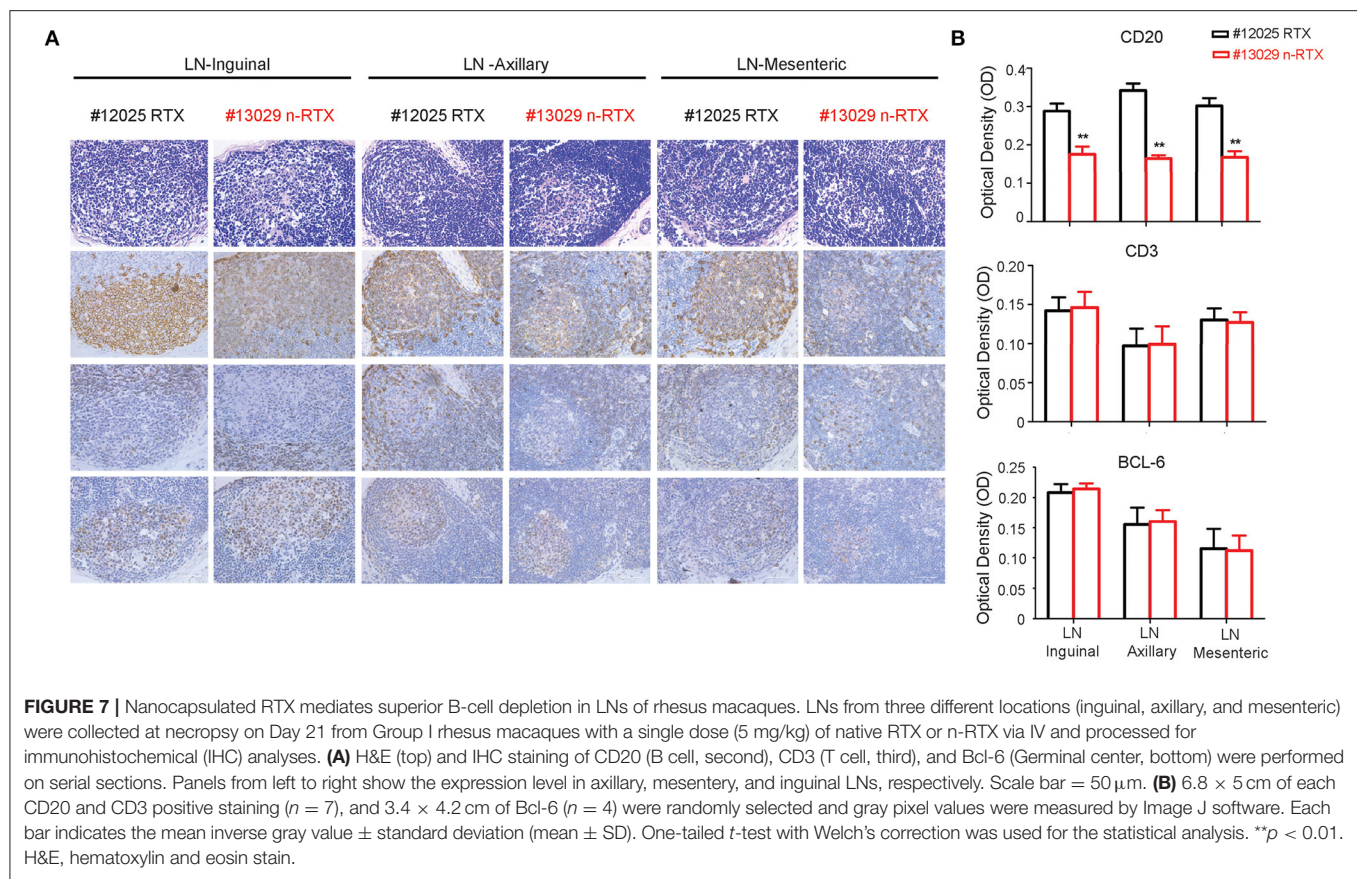 A
LN-Inguinal
LN -Axillary
LN-Mesenteric
#12025 RTX
#13029 n-RTX
#12025 RTX
#13029 n-RTX
#12025 RTX
#13029 n-RTX
B
#12025 RTX
#13029 n-RTX
CD20
Optical Density (OD)
0.4
0.3
0.2
0.1
0
**
**
**
CD3
Optical Density (OD)
0.20
0.15
0.10
0.05
0
BCL-6
Optical Density (OD)
0.25
0.20
0.15
0.10
0.05
0
LN
Inguinal
LN
Axillary
LN
Mesenteric
FIGURE 7 | Nanocapsulated RTX mediates superior B-cell depletion in LNs of rhesus macaques. LNs from three different locations (inguinal, axillary, and mesenteric)
were collected at necropsy on Day 21 from Group I rhesus macaques with a single dose (5 mg/kg) of native RTX or n-RTX via IV and processed for
immunohistochemical (IHC) analyses. (A) H&E (top) and IHC staining of CD20 (B cell, second), CD3 (T cell, third), and Bcl-6 (Germinal center, bottom) were performed
on serial sections. Panels from left to right show the expression level in axillary, mesentery, and inguinal LNs, respectively. Scale bar = 50 μm. (B) 6.8 × 5 cm of each
CD20 and CD3 positive staining (n = 7), and 3.4 × 4.2 cm of Bcl-6 (n = 4) were randomly selected and gray pixel values were measured by Image J software. Each
bar indicates the mean inverse gray value ± standard deviation (mean ± SD). One-tailed t-test with Welch's correction was used for the statistical analysis. **p < 0.01.
H&E, hematoxylin and eosin stain.